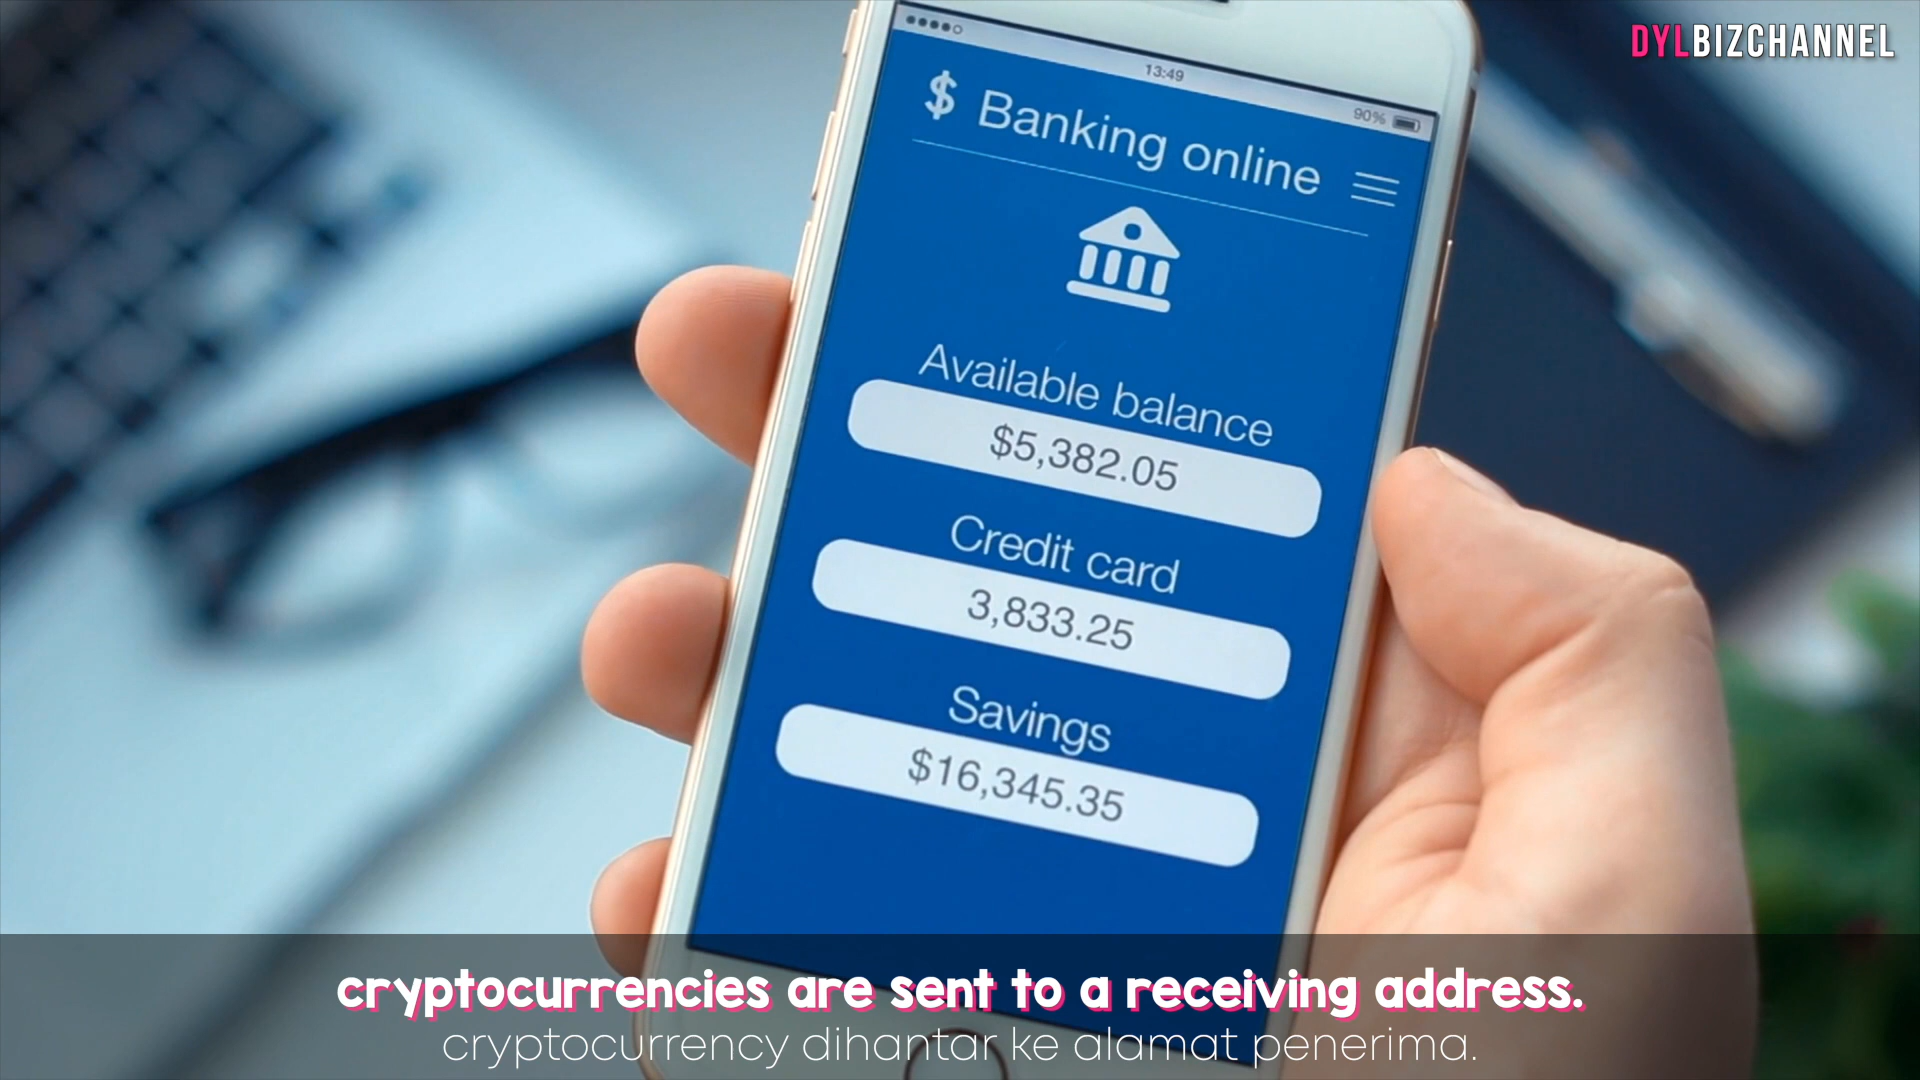 DYLBIZCHANNEL
13:49
90%
$ Banking online
Available balance
$5,382.05
Credit card
3,833.25
Savings
$16,345.35
cryptocurrencies are sent to a receiving address.
cryptocurrency dihantar ke alamat penerima.